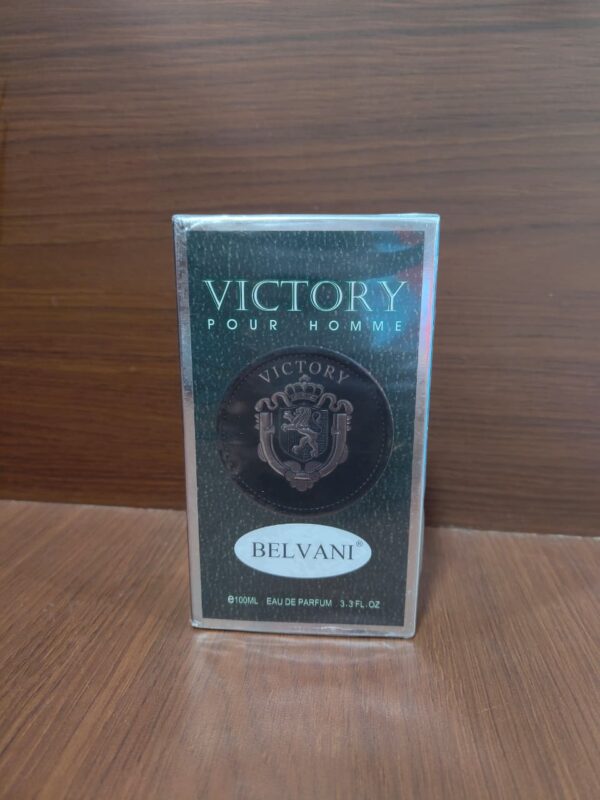 VICTORY
POUR HOMME
VICTORY
BELVANI®
℮100ML EAU DE PARFUM 3.3 FL.OZ